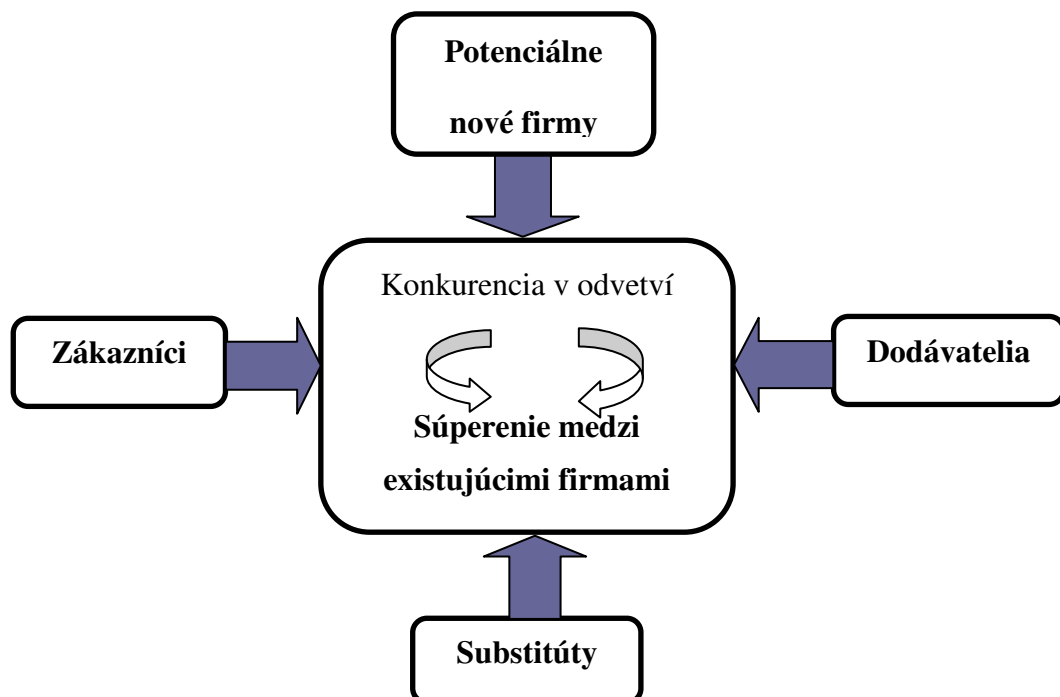 Potenciálne
nové firmy
Konkurencia v odvetví
Zákazníci
Dodávatelia
Súperenie medzi
existujúcimi firmami
Substitúty